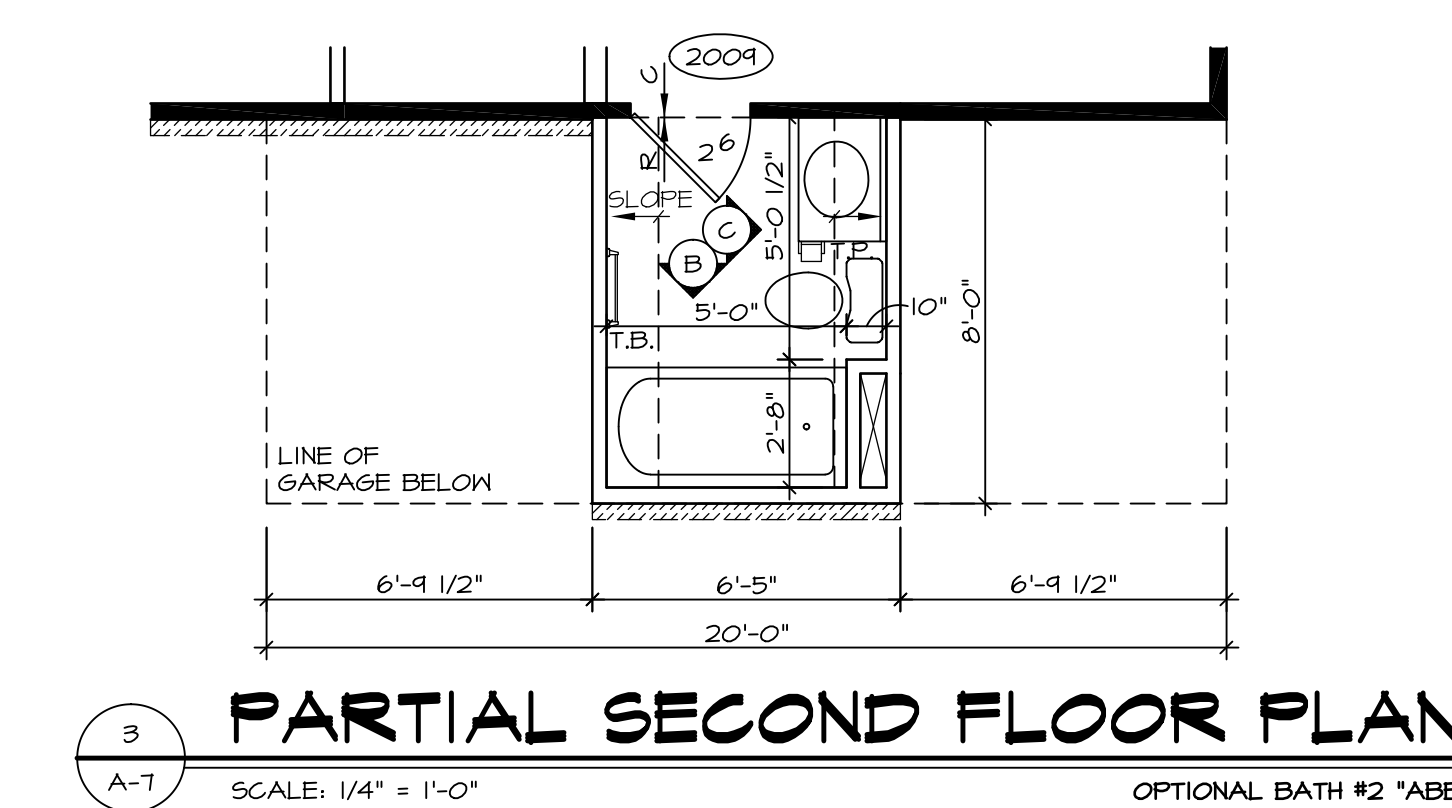 2009
C
R
2⁶
SLOPE
5'-0 1/2"
C
B
T.P.
5'-0"
10"
8'-0"
T.B.
2'-8"
LINE OF
GARAGE BELOW
6'-9 1/2" 6'-5" 6'-9 1/2"
20'-0"
3
A-7
PARTIAL SECOND FLOOR PLAN
SCALE: 1/4" = 1'-0"
OPTIONAL BATH #2 "ABE